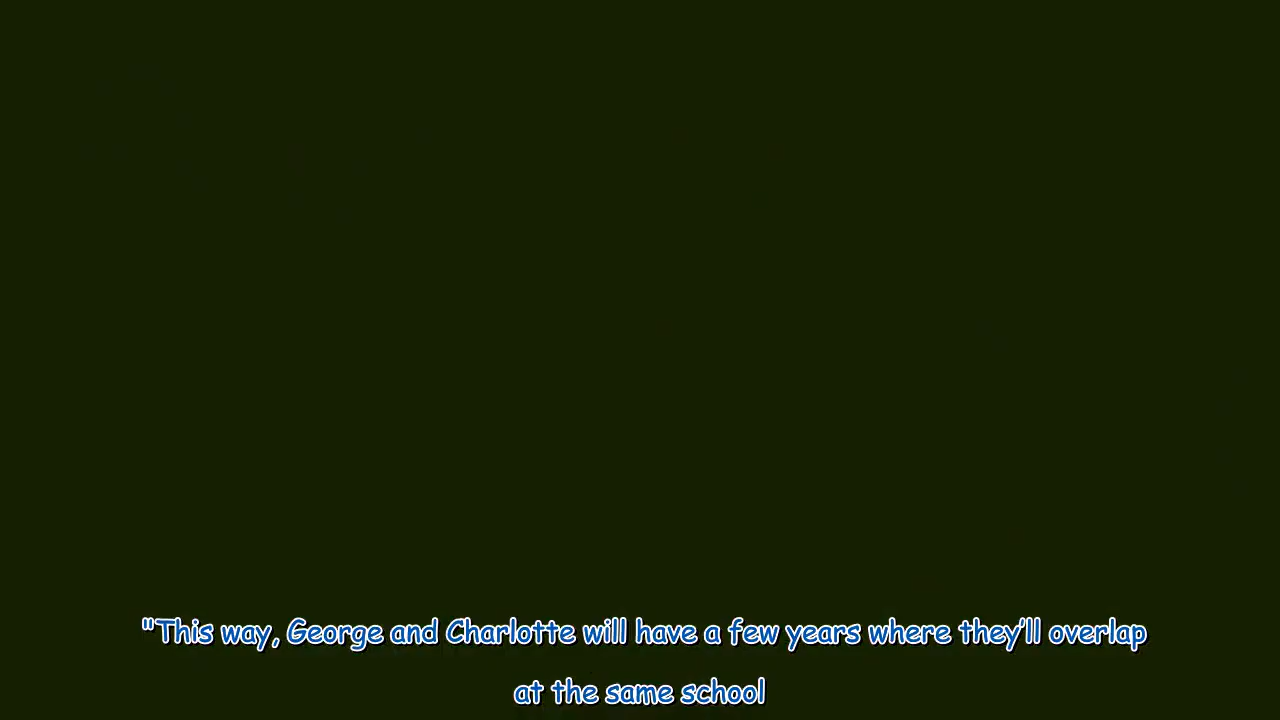 "This way, George and Charlotte will have a few years where they'll overlap
at the same school